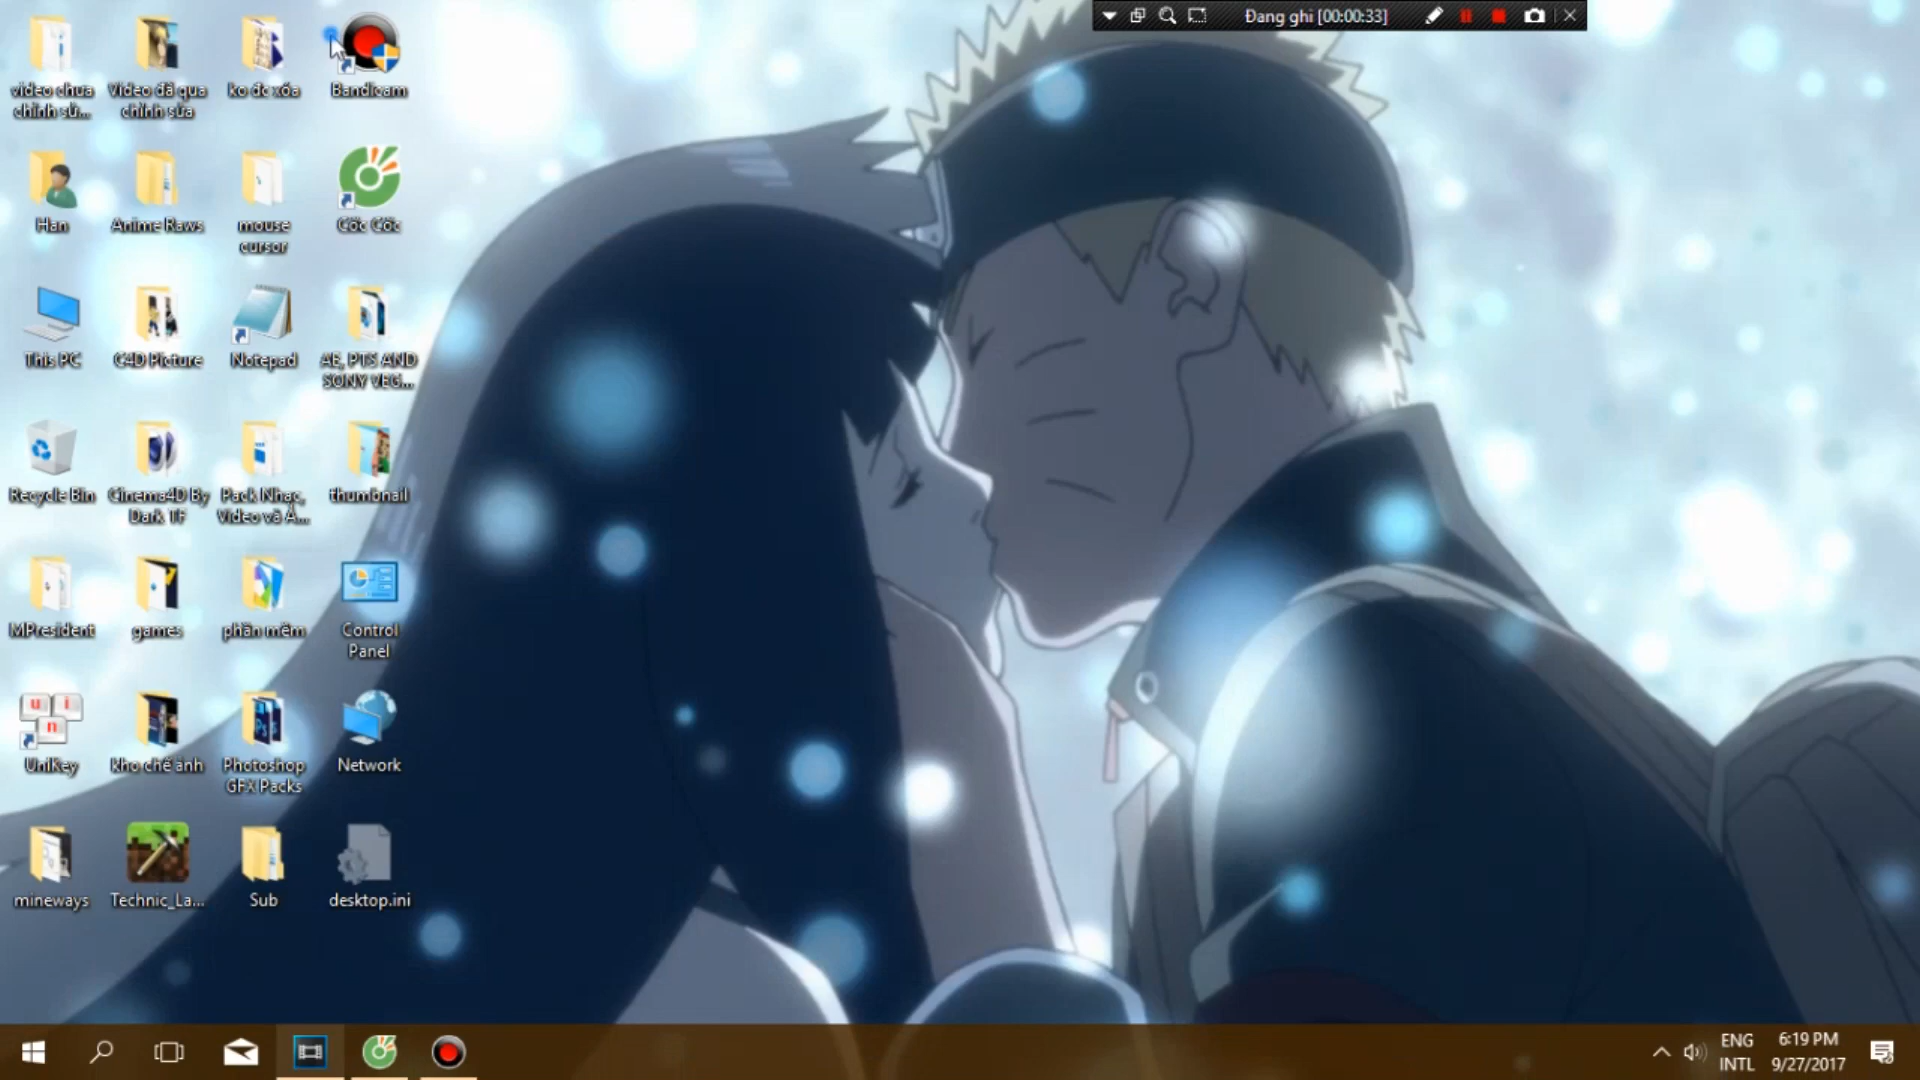 Đang ghi [00:00:33]
video chua
chỉnh sử...
Video đã qua
chỉnh sửa
ko đc xóa
Bandicam
Han
Anime Raws
mouse
cursor
Cốc Cốc
This PC
C4D Picture
Notepad
AE, PTS AND
SONY VEG...
Recycle Bin
Cinema4D By
Dark TF
Pack Nhạc,
Video và Ả...
thumbnail
MPresident
games
phần mềm
Control
Panel
u i
n
UniKey
kho chế ảnh
Photoshop
GFX Packs
Network
mineways
Technic_La...
Sub
desktop.ini
ENG
INTL
6:19 PM
9/27/2017